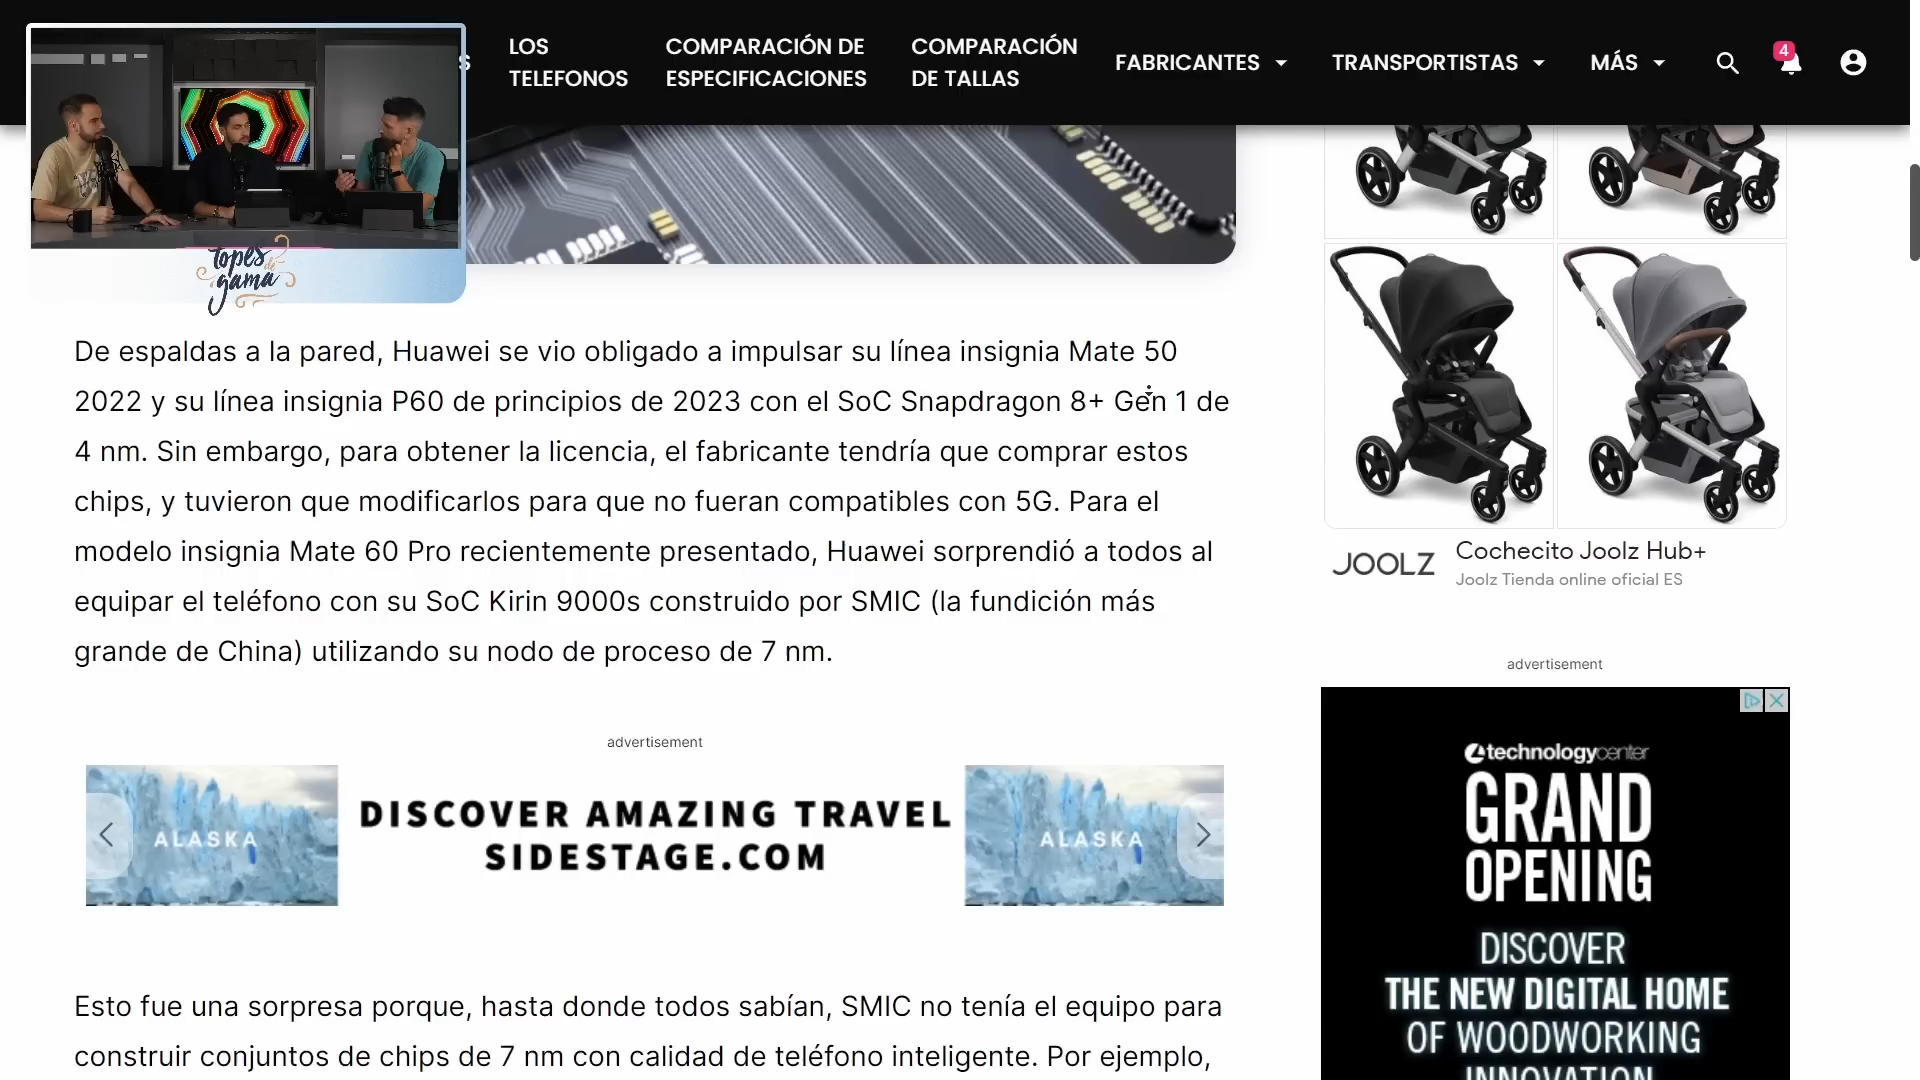 S
LOS
TELEFONOS
COMPARACIÓN DE
ESPECIFICACIONES
COMPARACIÓN
DE TALLAS
FABRICANTES
TRANSPORTISTAS
MÁS
4
topes de
gama
De espaldas a la pared, Huawei se vio obligado a impulsar su línea insignia Mate 50
2022 y su línea insignia P60 de principios de 2023 con el SoC Snapdragon 8+ Gen 1 de
4 nm. Sin embargo, para obtener la licencia, el fabricante tendría que comprar estos
chips, y tuvieron que modificarlos para que no fueran compatibles con 5G. Para el
modelo insignia Mate 60 Pro recientemente presentado, Huawei sorprendió a todos al
equipar el teléfono con su SoC Kirin 9000s construido por SMIC (la fundición más
grande de China) utilizando su nodo de proceso de 7 nm.
advertisement
ALASKA
DISCOVER AMAZING TRAVEL
SIDESTAGE.COM
ALASKA
Esto fue una sorpresa porque, hasta donde todos sabían, SMIC no tenía el equipo para
construir conjuntos de chips de 7 nm con calidad de teléfono inteligente. Por ejemplo,
JOOLZ
Cochecito Joolz Hub+
Joolz Tienda online oficial ES
advertisement
technologycenter
GRAND
OPENING
DISCOVER
THE NEW DIGITAL HOME
OF WOODWORKING
INNOVATION